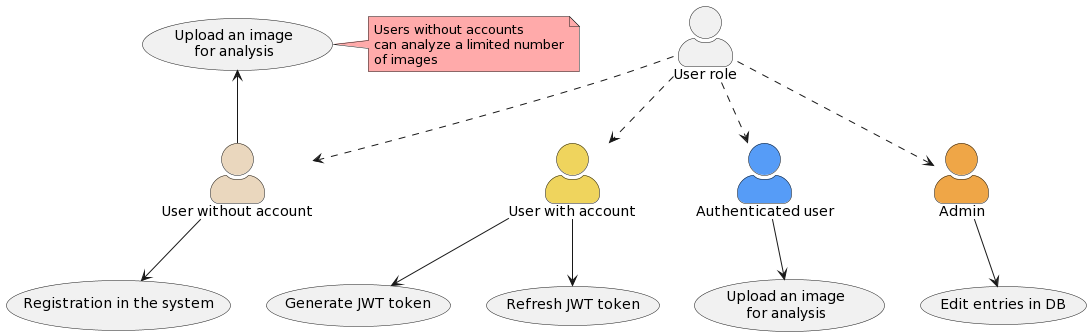 Upload an image
for analysis
Users without accounts
can analyze a limited number
of images
User role
User without account
User with account
Authenticated user
Admin
Registration in the system
Generate JWT token
Refresh JWT token
Upload an image
for analysis
Edit entries in DB